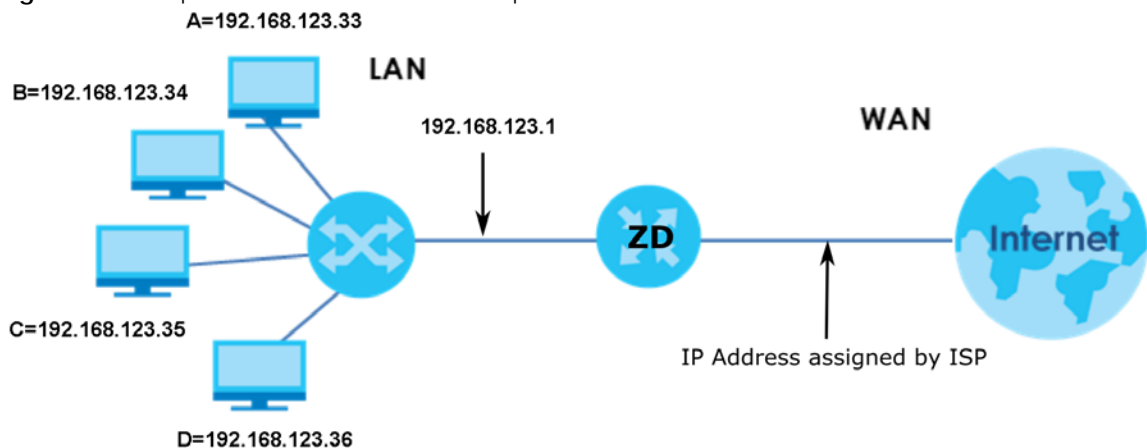 A=192.168.123.33
LAN
B=192.168.123.34
192.168.123.1
WAN
ZD
Internet
C=192.168.123.35
IP Address assigned by ISP
D=192.168.123.36